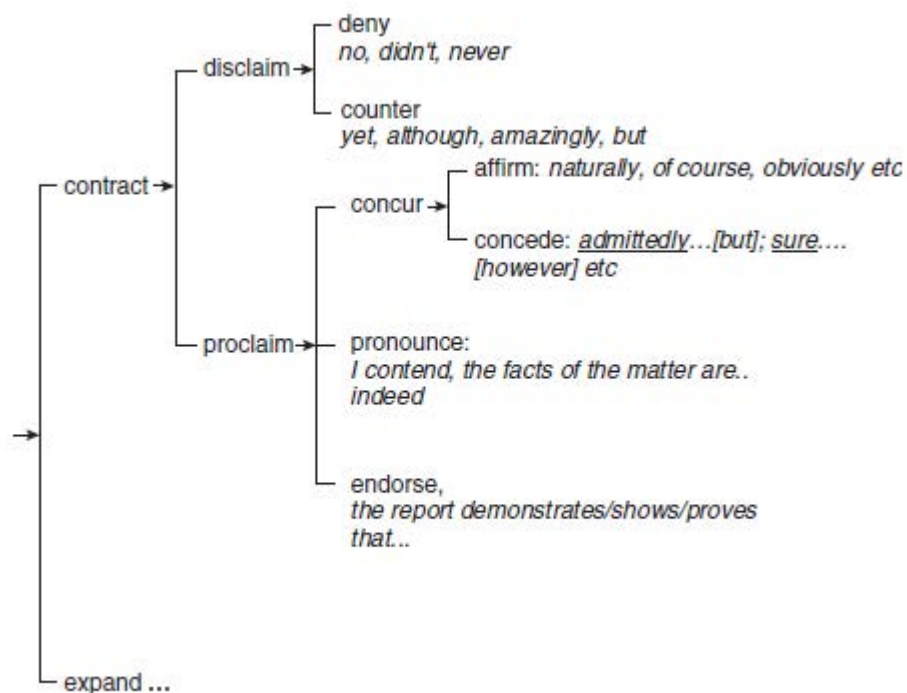 deny
no, didn't, never
disclaim
counter
yet, although, amazingly, but
affirm: naturally, of course, obviously etc
contract
concur
concede: admittedly...[but]; sure....
[however] etc
proclaim
pronounce:
I contend, the facts of the matter are..
indeed
endorse,
the report demonstrates/shows/proves
that...
expand ...